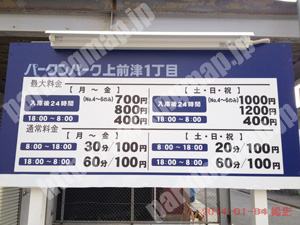 パークンパーク上前津1丁目
最大料金
【月～金】 【土・日・祝】
入庫後24時間 (No.4～6のみ)700円 800円 入庫後24時間 (No.4～6のみ)1000円 1200円
18:00～8:00 400円 18:00～8:00 400円
通常料金 【月～金】 【土・日・祝】
8:00～18:00 30分/100円 8:00～18:00 20分/100円
18:00～8:00 60分/100円 18:00～8:00 60分/100円